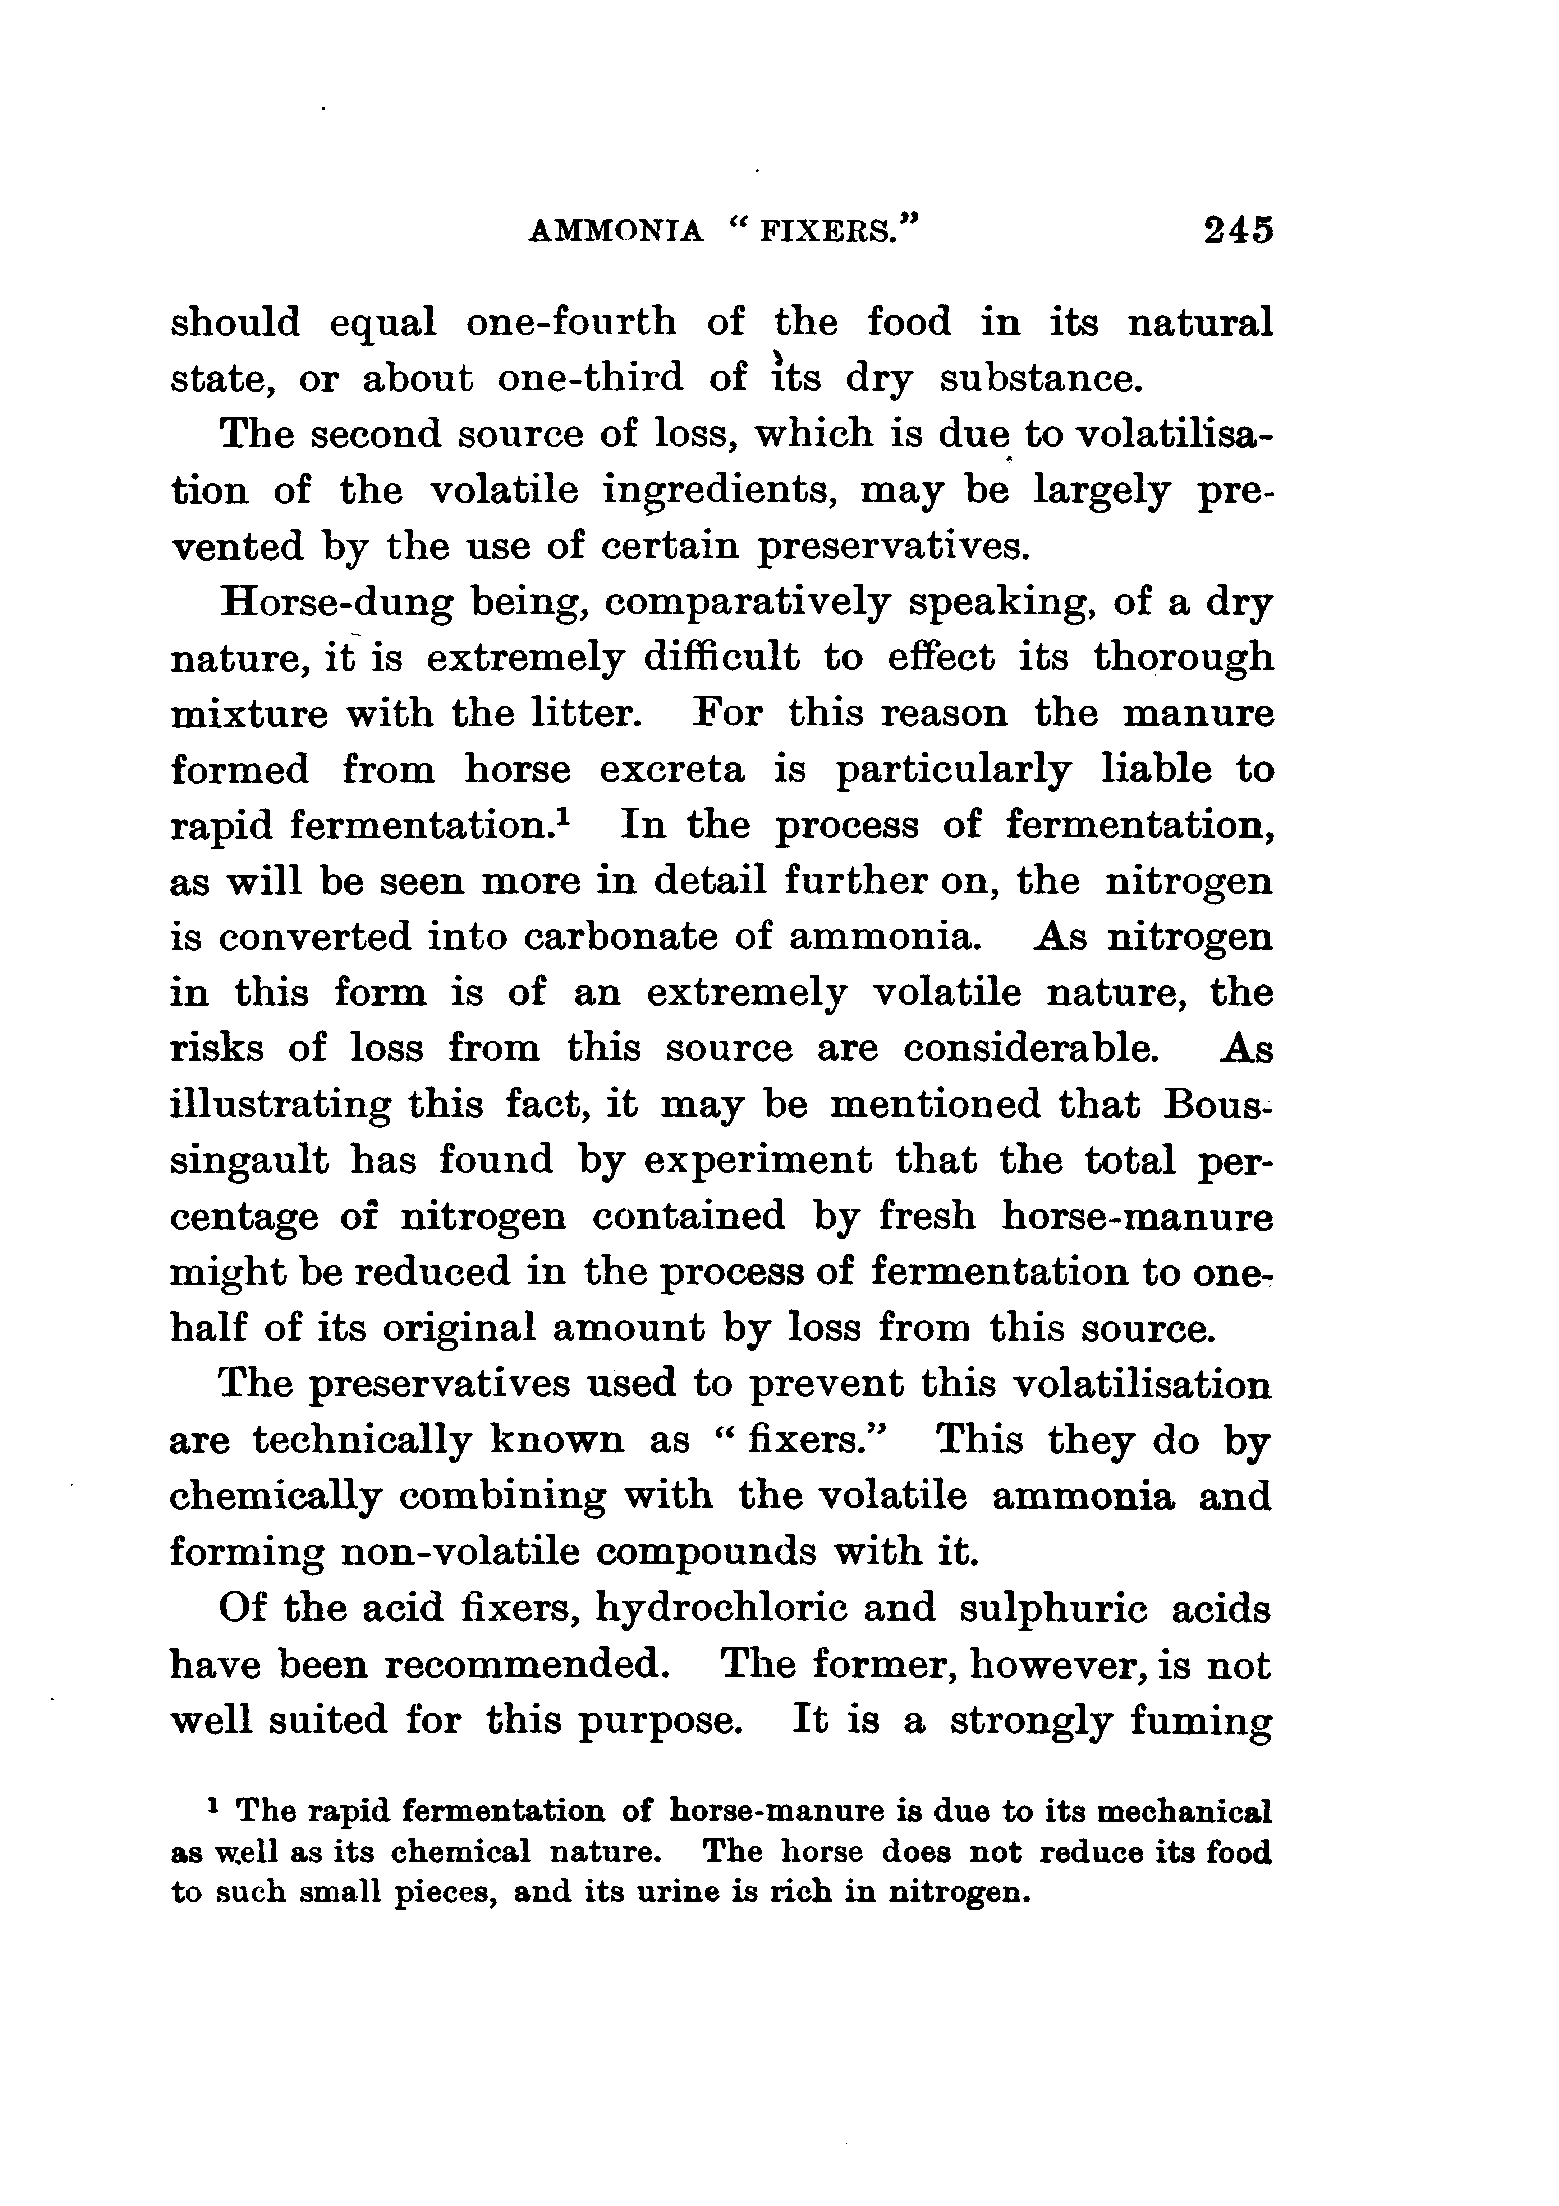 AMMONIA “ FIXERS.” 245
should equal one-fourth of the food in its natural
state, or about one-third of its dry substance.
The second source of loss, which is due to volatilisa-
tion of the volatile ingredients, may be largely pre-
vented by the use of certain preservatives.
Horse-dung being, comparatively speaking, of a dry
nature, it is extremely difficult to effect its thorough
mixture with the litter. For this reason the manure
formed from horse excreta is particularly liable to
rapid fermentation.¹ In the process of fermentation,
as will be seen more in detail further on, the nitrogen
is converted into carbonate of ammonia. As nitrogen
in this form is of an extremely volatile nature, the
risks of loss from this source are considerable. As
illustrating this fact, it may be mentioned that Bous-
singault has found by experiment that the total per-
centage of nitrogen contained by fresh horse-manure
might be reduced in the process of fermentation to one-
half of its original amount by loss from this source.
The preservatives used to prevent this volatilisation
are technically known as “ fixers.” This they do by
chemically combining with the volatile ammonia and
forming non-volatile compounds with it.
Of the acid fixers, hydrochloric and sulphuric acids
have been recommended. The former, however, is not
well suited for this purpose. It is a strongly fuming
¹ The rapid fermentation of horse-manure is due to its mechanical
as well as its chemical nature. The horse does not reduce its food
to such small pieces, and its urine is rich in nitrogen.